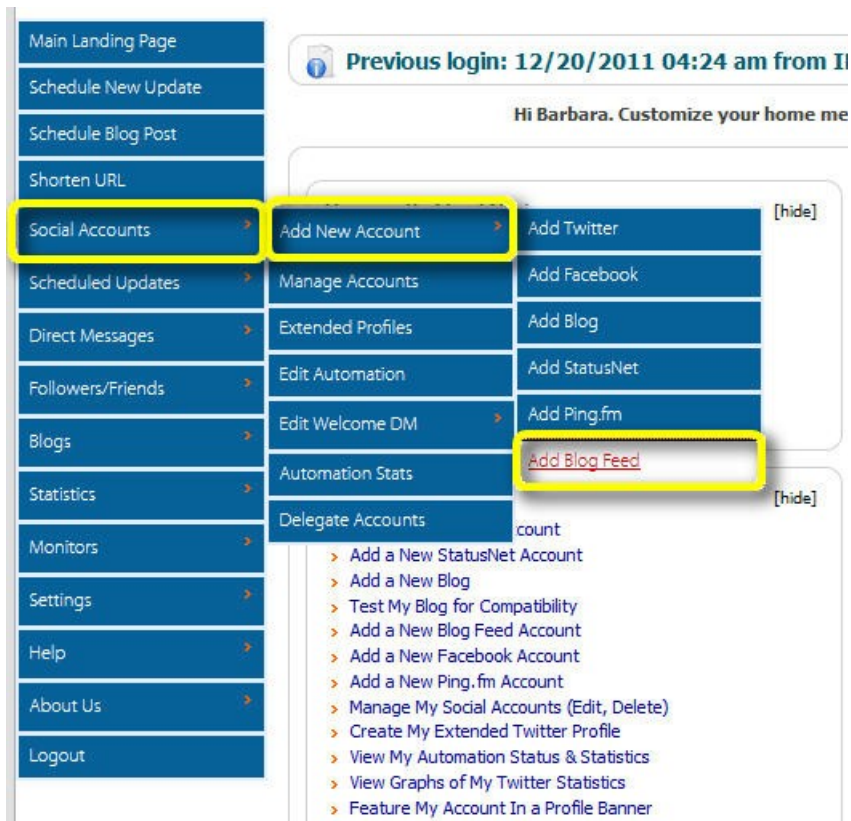 Main Landing Page
Schedule New Update
Schedule Blog Post
Shorten URL
Social Accounts
Scheduled Updates
Direct Messages
Followers/Friends
Blogs
Statistics
Monitors
Settings
Help
About Us
Logout
Add New Account
Manage Accounts
Extended Profiles
Edit Automation
Edit Welcome DM
Automation Stats
Delegate Accounts
Add Twitter
Add Facebook
Add Blog
Add StatusNet
Add Ping.fm
Add Blog Feed
Previous login: 12/20/2011 04:24 am from
Hi Barbara. Customize your home
[hide]
[hide]
Add a New StatusNet Account
Add a New Blog
Test My Blog for Compatibility
Add a New Blog Feed Account
Add a New Facebook Account
Add a New Ping.fm Account
Manage My Social Accounts (Edit, Delete)
Create My Extended Twitter Profile
View My Automation Status & Statistics
View Graphs of My Twitter Statistics
Feature My Account In a Profile Banner